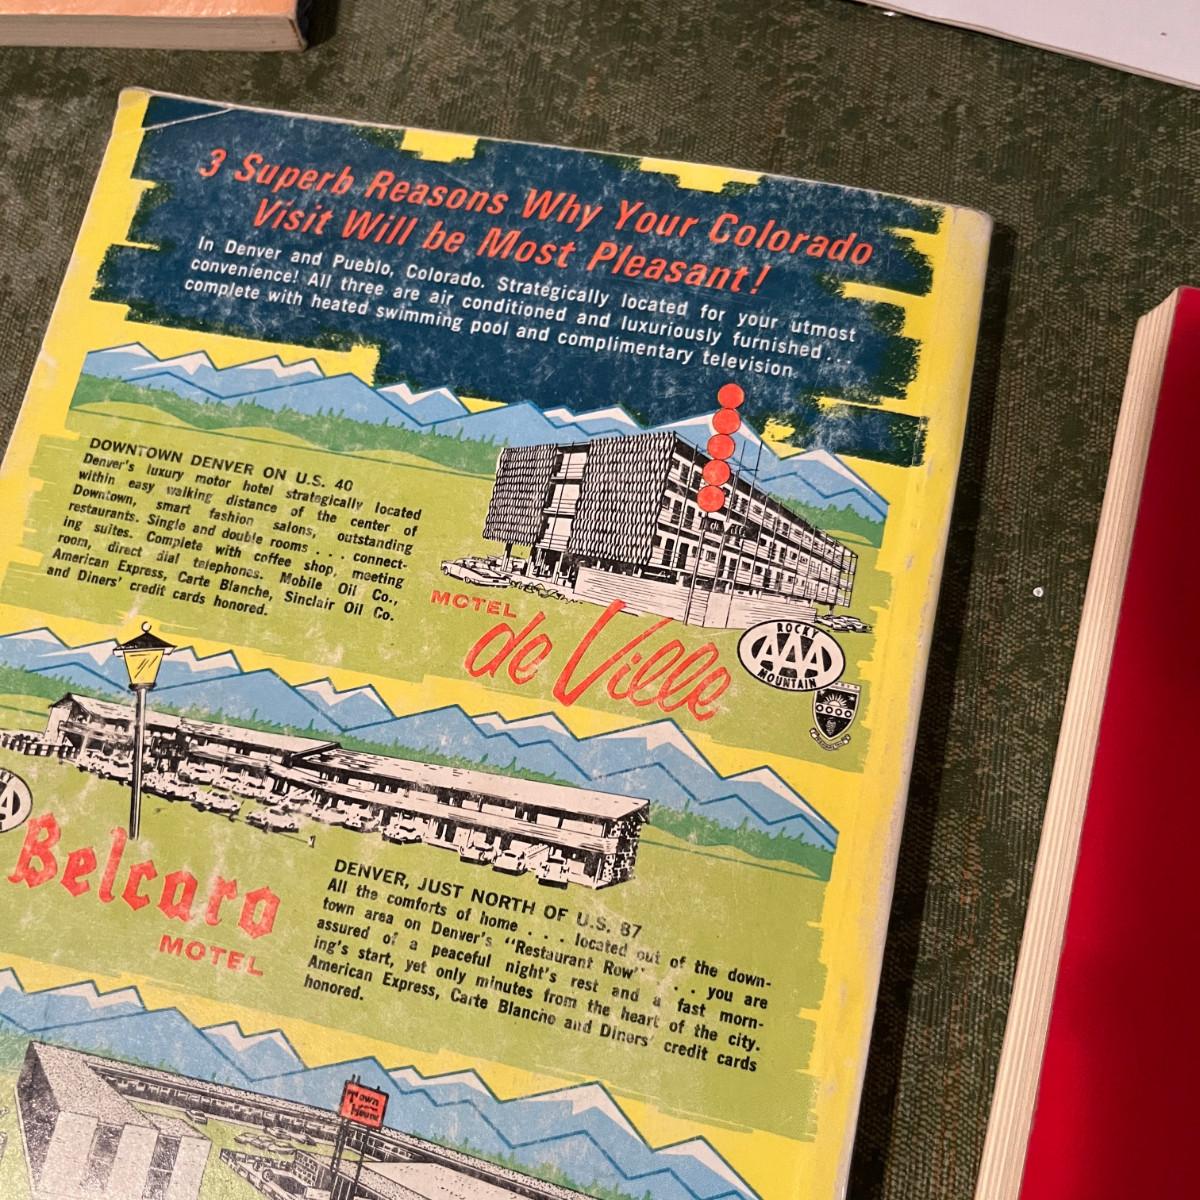 3 Superb Reasons Why Your Colorado
Visit Will be Most Pleasant!
In Denver and Pueblo, Colorado. Strategically located for your utmost
convenience! All three are air conditioned and luxuriously furnished...
complete with heated swimming pool and complimentary television
DOWNTOWN DENVER ON U.S. 40
Denver's luxury motor hotel strategically located
within easy walking distance of the center of
Downtown, smart fashion salons, outstanding
restaurants. Single and double rooms . . . connect-
ing suites. Complete with coffee shop, meeting
room, direct dial telephones. Mobile Oil Co.,
American Express, Carte Blanche, Sinclair Oil Co.
and Diners' credit cards honored.
MOTEL
de Ville
ROCKY
AAA
MOUNTAIN
Belcaro
MOTEL
DENVER, JUST NORTH OF U.S. 87
All the comforts of home . . . located out of the down-
town area on Denver's "Restaurant Row" . . . you are
assured of a peaceful night's rest and a fast morn-
ing's start, yet only minutes from the heart of the city.
American Express, Carte Blanche and Diners' credit cards
honored.
Town
House